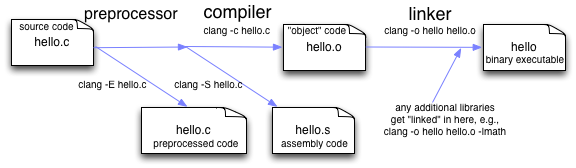 preprocessor
compiler
linker
source code
hello.c
clang -c hello.c
"object" code
hello.o
clang -o hello hello.o
hello
binary executable
clang -E hello.c
clang -S hello.c
hello.c
preprocessed code
hello.s
assembly code
any additional libraries
get "linked" in here, e.g.,
clang -o hello hello.o -lmath